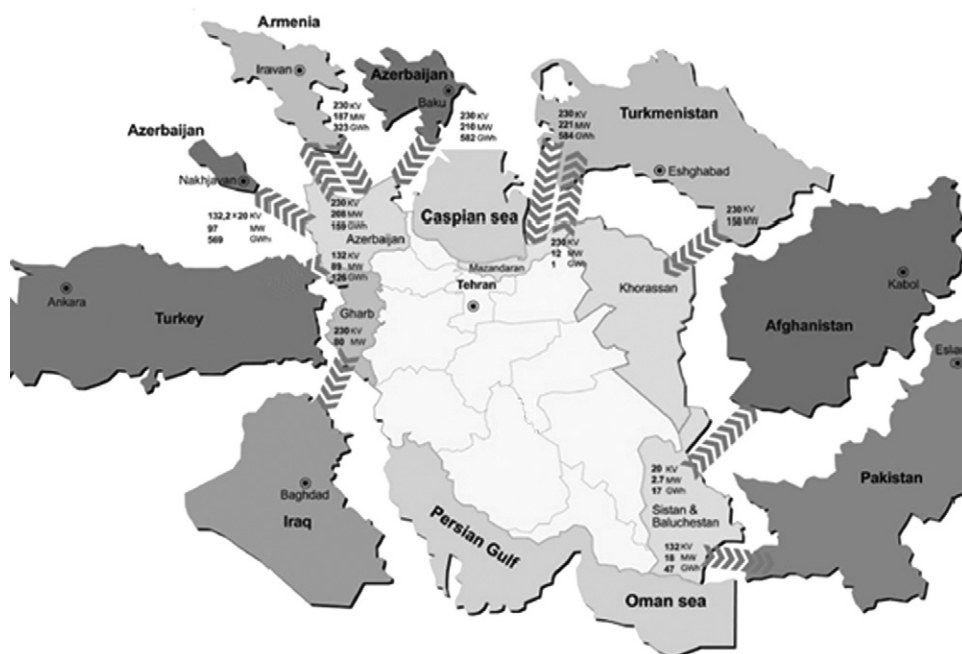 Armenia
Iravan
Azerbaijan
Baku
230 KV
187 MW
323 GWh
230 KV
210 MW
582 GWh
230 KV
221 MW
584 GWh
Turkmenistan
Eshghabad
Azerbaijan
Nakhjavan
132,2×20 KV
97 MW
569 GWh
230 KV
208 MW
159 GWh
Azerbaijan
Caspian sea
230 KV
158 MW
230 KV
12 MW
1 GWh
Mazandaran
132 KV
89 MW
126 GWh
Tehran
Khorassan
Kabol
Ankara
Turkey
Gharb
230 KV
80 MW
Afghanistan
Baghdad
Iraq
Persian Gulf
20 KV
2.7 MW
17 GWh
Sistan &
Baluchestan
Pakistan
132 KV
18 MW
47 GWh
Oman sea